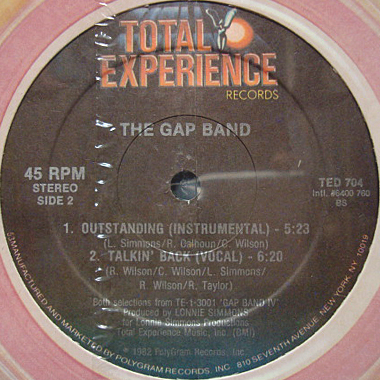 TOTAL
EXPERIENCE
RECORDS
THE GAP BAND
45 RPM
STEREO
SIDE 2
TED 704
Intl. #6400 760
BS
1. OUTSTANDING (INSTRUMENTAL) - 5:23
(L. Simmons/R. Calhoun/C. Wilson)
2. TALKIN' BACK (VOCAL) - 6:20
(R. Wilson/C. Wilson/L. Simmons/
R. Wilson/R. Taylor)
Both selections from TE-1-3001 'GAP BAND IV'
Produced by LONNIE SIMMONS
for Lonnie Simmons Productions
Total Experience Music, Inc. (BMI)
℗ 1982 PolyGram Records, Inc.
53 MANUFACTURED AND MARKETED BY POLYGRAM RECORDS, INC. 810 SEVENTH AVENUE, NEW YORK, N.Y. 10019